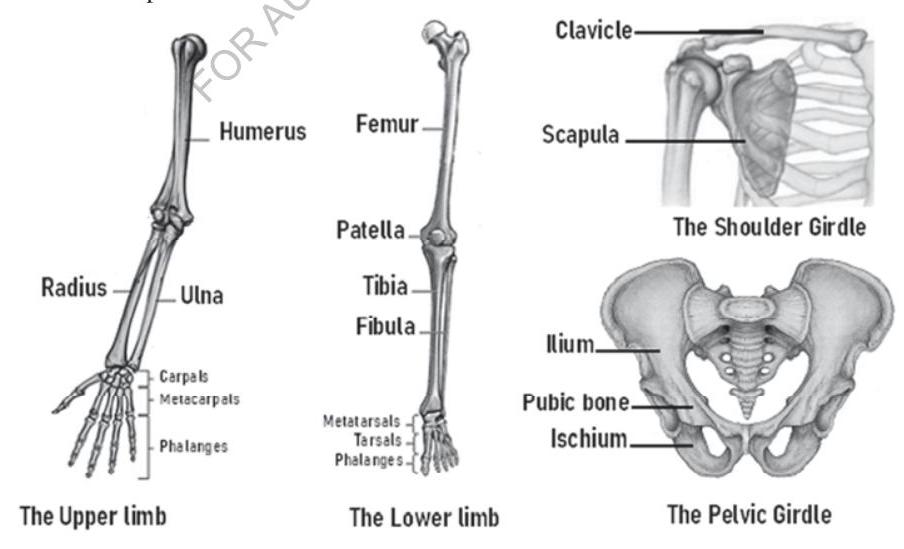 FOR AU
Clavicle
Scapula
The Shoulder Girdle
Humerus
Radius
Ulna
Carpals
Metacarpals
Phalanges
The Upper limb
Femur
Patella
Tibia
Fibula
Metatarsals
Tarsals
Phalanges
The Lower limb
Ilium
Pubic bone
Ischium
The Pelvic Girdle